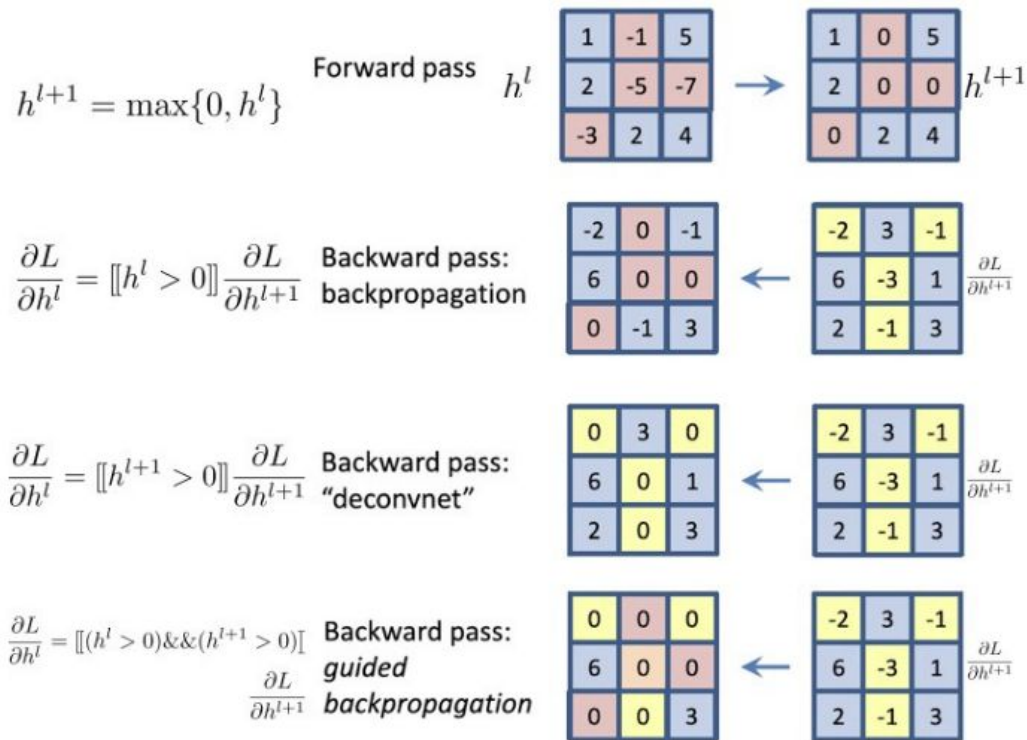 Forward pass
h^{l+1} = max{0, h^l}
h^l
1 -1 5
2 -5 -7
-3 2 4
1 0 5
2 0 0
0 2 4
h^{l+1}
∂L/∂h^l = [[h^l > 0]] ∂L/∂h^{l+1}
Backward pass:
backpropagation
-2 0 -1
6 0 0
0 -1 3
-2 3 -1
6 -3 1
2 -1 3
∂L/∂h^{l+1}
∂L/∂h^l = [[h^{l+1} > 0]] ∂L/∂h^{l+1}
Backward pass:
“deconvnet”
0 3 0
6 0 1
2 0 3
-2 3 -1
6 -3 1
2 -1 3
∂L/∂h^{l+1}
∂L/∂h^l = [[(h^l > 0)&&(h^{l+1} > 0)[
∂L/∂h^{l+1}
Backward pass:
guided
backpropagation
0 0 0
6 0 0
0 0 3
-2 3 -1
6 -3 1
2 -1 3
∂L/∂h^{l+1}